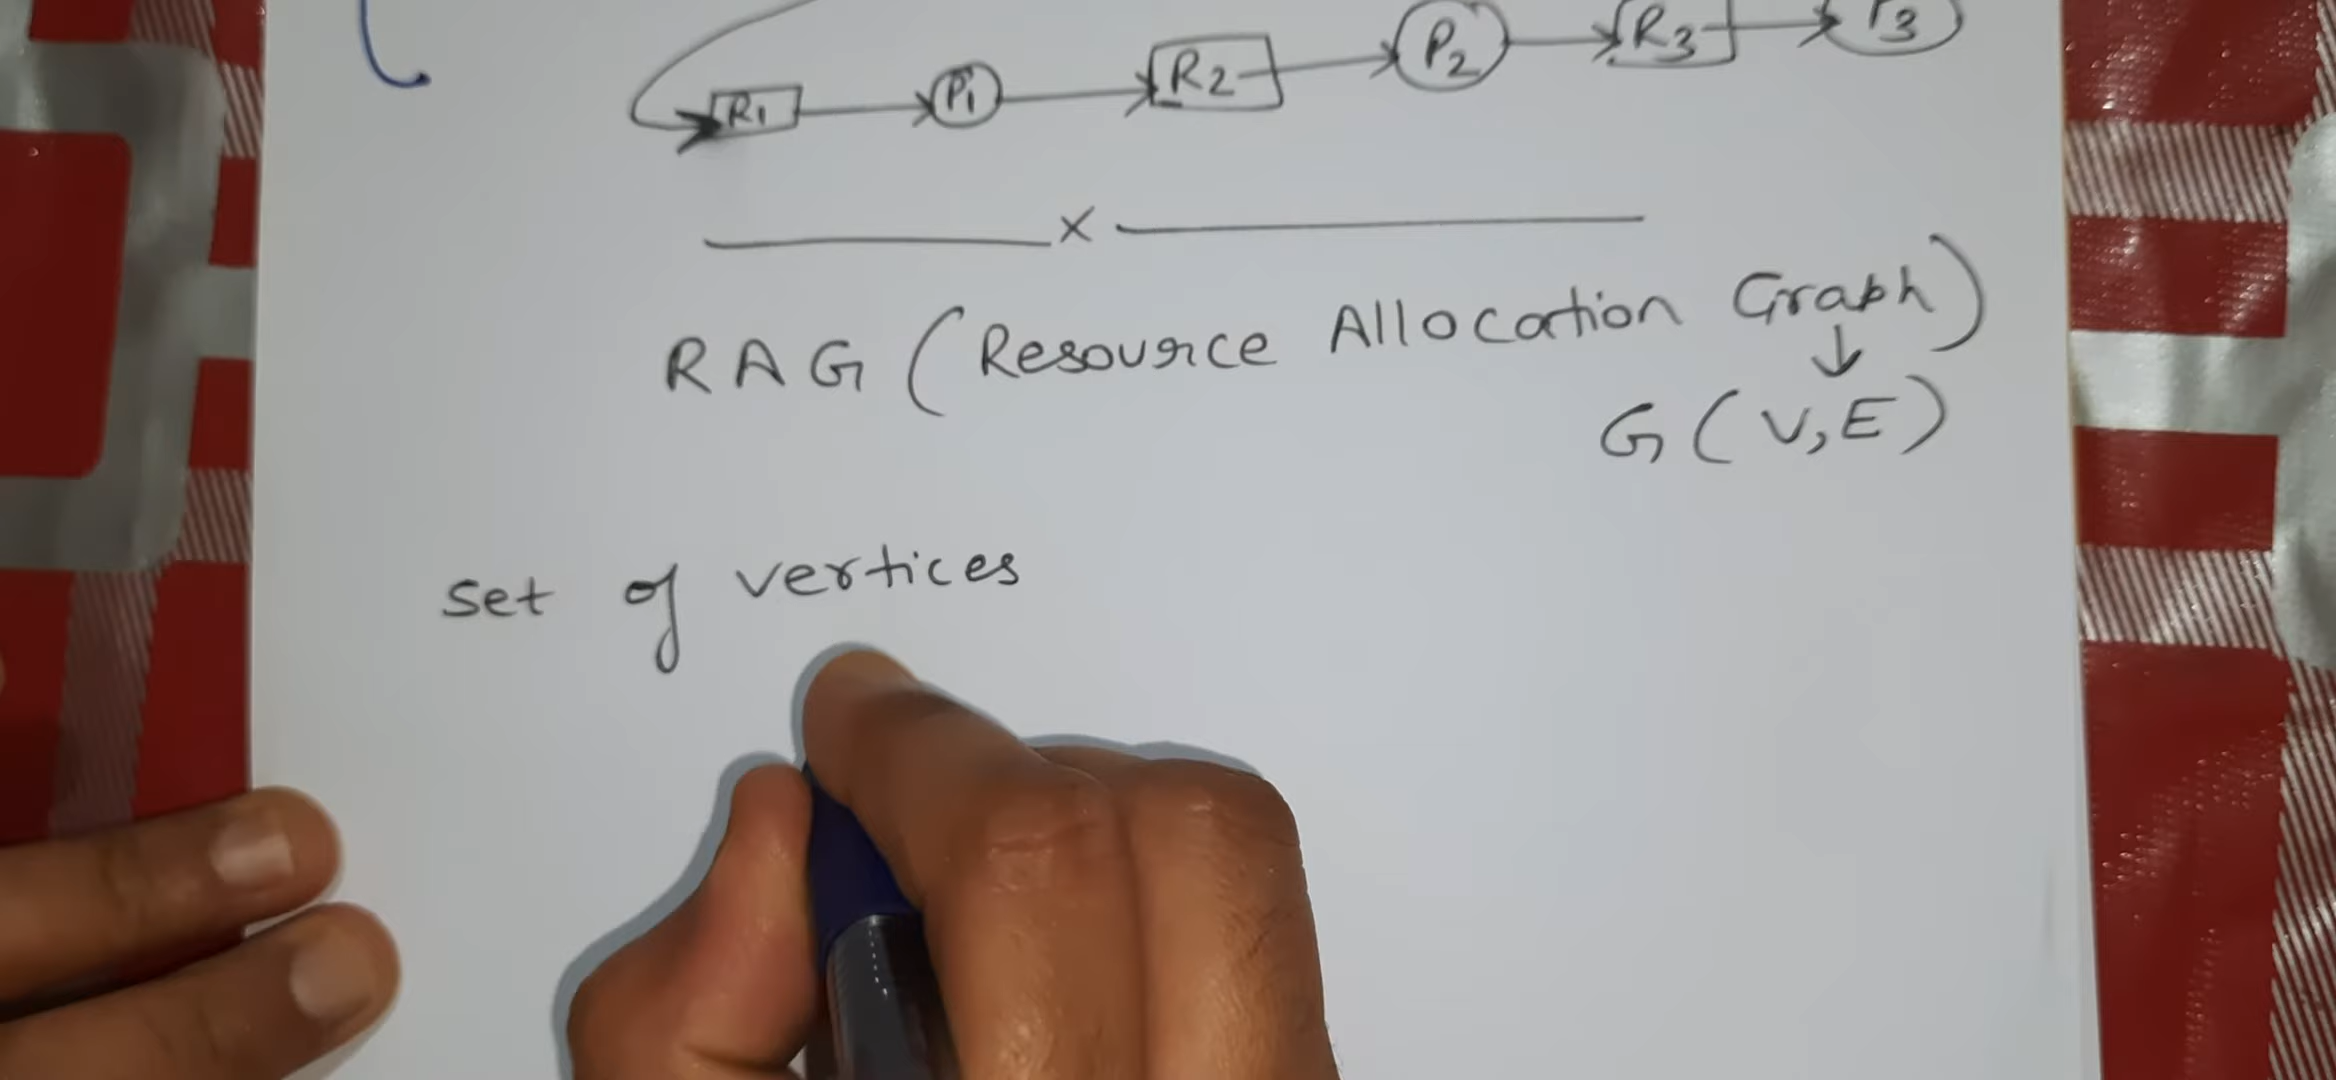 R1 P1 R2 P2 R3 P3
x
RAG (Resource Allocation Graph)
↓
G(V,E)
set of vertices